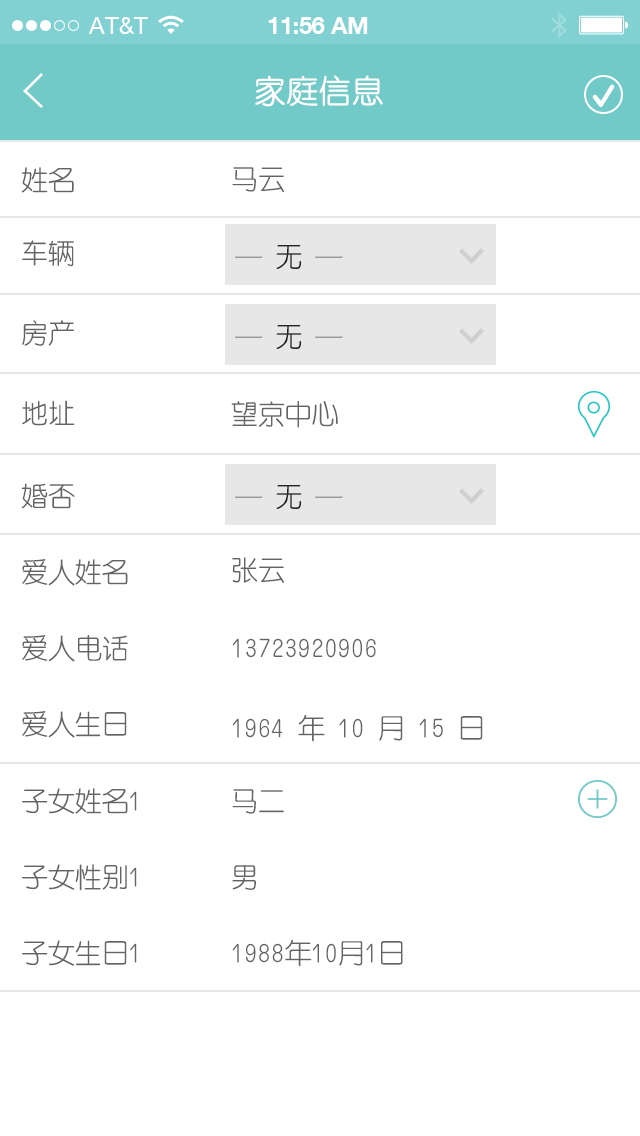 AT&T 11:56 AM
家庭信息
姓名 马云
车辆 — 无 —
房产 — 无 —
地址 望京中心
婚否 — 无 —
爱人姓名 张云
爱人电话 13723920906
爱人生日 1964 年 10 月 15 日
子女姓名1 马二
子女性别1 男
子女生日1 1988年10月1日